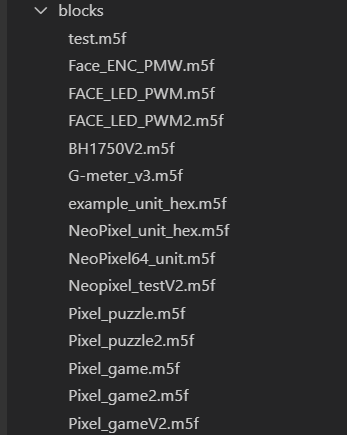 blocks
test.m5f
Face_ENC_PMW.m5f
FACE_LED_PWM.m5f
FACE_LED_PWM2.m5f
BH1750V2.m5f
G-meter_v3.m5f
example_unit_hex.m5f
NeoPixel_unit_hex.m5f
NeoPixel64_unit.m5f
Neopixel_testV2.m5f
Pixel_puzzle.m5f
Pixel_puzzle2.m5f
Pixel_game.m5f
Pixel_game2.m5f
Pixel_gameV2.m5f